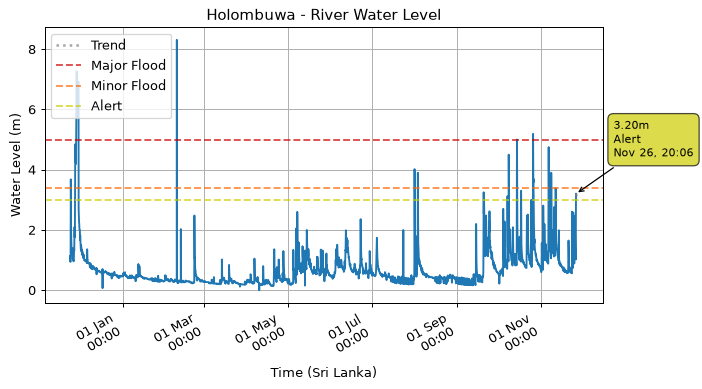 Holombuwa - River Water Level
Trend
Major Flood
Minor Flood
Alert
3.20m
Alert
Nov 26, 20:06
Water Level (m)
8
6
4
2
0
01 Jan
00:00
01 Mar
00:00
01 May
00:00
01 Jul
00:00
01 Sep
00:00
01 Nov
00:00
Time (Sri Lanka)